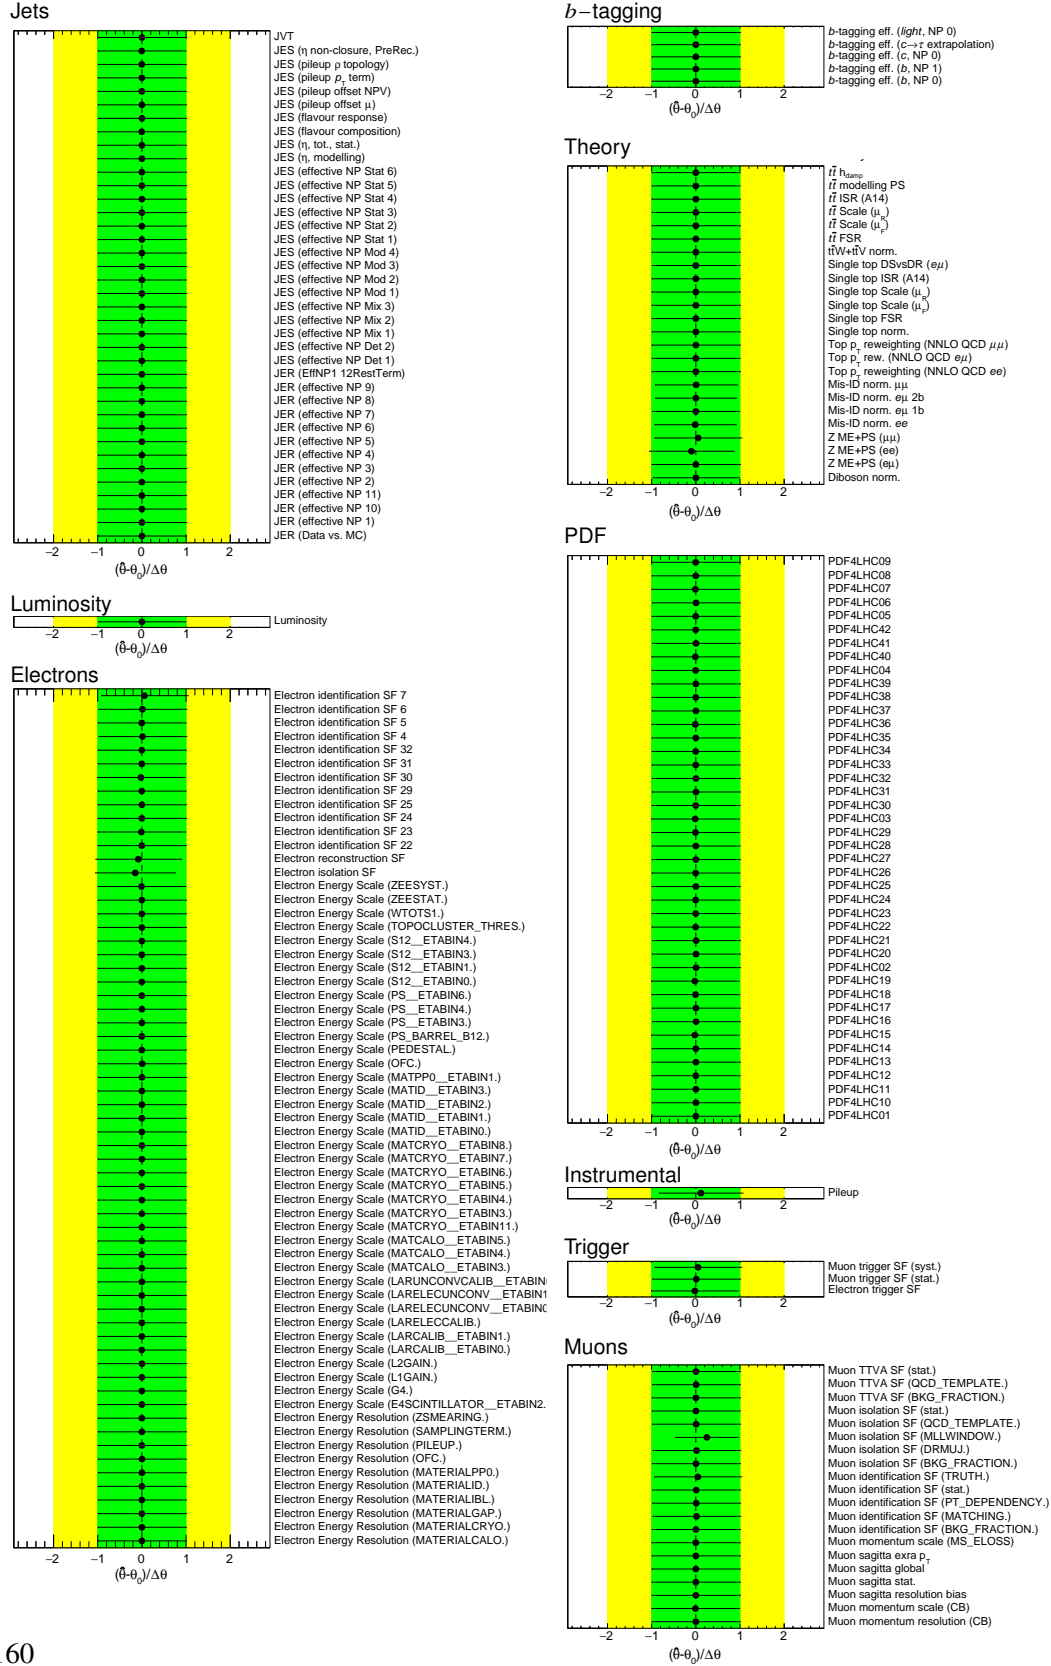 Jets
JVT
JES (η non-closure, PreRec.)
JES (pileup ρ topology)
JES (pileup p_T term)
JES (pileup offset NPV)
JES (pileup offset μ)
JES (flavour response)
JES (flavour composition)
JES (η, tot., stat.)
JES (η, modelling)
JES (effective NP Stat 6)
JES (effective NP Stat 5)
JES (effective NP Stat 4)
JES (effective NP Stat 3)
JES (effective NP Stat 2)
JES (effective NP Stat 1)
JES (effective NP Mod 4)
JES (effective NP Mod 3)
JES (effective NP Mod 2)
JES (effective NP Mod 1)
JES (effective NP Mix 3)
JES (effective NP Mix 2)
JES (effective NP Mix 1)
JES (effective NP Det 2)
JES (effective NP Det 1)
JER (EffNP1 12RestTerm)
JER (effective NP 9)
JER (effective NP 8)
JER (effective NP 7)
JER (effective NP 6)
JER (effective NP 5)
JER (effective NP 4)
JER (effective NP 3)
JER (effective NP 2)
JER (effective NP 11)
JER (effective NP 10)
JER (effective NP 1)
JER (Data vs. MC)
−2 −1 0 1 2
(θ̂-θ₀)/Δθ
Luminosity
Luminosity
−2 −1 0 1 2
(θ̂-θ₀)/Δθ
Electrons
Electron identification SF 7
Electron identification SF 6
Electron identification SF 5
Electron identification SF 4
Electron identification SF 32
Electron identification SF 31
Electron identification SF 30
Electron identification SF 29
Electron identification SF 25
Electron identification SF 24
Electron identification SF 23
Electron identification SF 22
Electron reconstruction SF
Electron isolation SF
Electron Energy Scale (ZEESYST.)
Electron Energy Scale (ZEESTAT.)
Electron Energy Scale (WTOTS1.)
Electron Energy Scale (TOPOCLUSTER_THRES.)
Electron Energy Scale (S12__ETABIN4.)
Electron Energy Scale (S12__ETABIN3.)
Electron Energy Scale (S12__ETABIN1.)
Electron Energy Scale (S12__ETABIN0.)
Electron Energy Scale (PS__ETABIN6.)
Electron Energy Scale (PS__ETABIN4.)
Electron Energy Scale (PS__ETABIN3.)
Electron Energy Scale (PS_BARREL_B12.)
Electron Energy Scale (PEDESTAL.)
Electron Energy Scale (OFC.)
Electron Energy Scale (MATPP0__ETABIN1.)
Electron Energy Scale (MATID__ETABIN3.)
Electron Energy Scale (MATID__ETABIN2.)
Electron Energy Scale (MATID__ETABIN1.)
Electron Energy Scale (MATID__ETABIN0.)
Electron Energy Scale (MATCRYO__ETABIN8.)
Electron Energy Scale (MATCRYO__ETABIN7.)
Electron Energy Scale (MATCRYO__ETABIN6.)
Electron Energy Scale (MATCRYO__ETABIN5.)
Electron Energy Scale (MATCRYO__ETABIN4.)
Electron Energy Scale (MATCRYO__ETABIN3.)
Electron Energy Scale (MATCRYO__ETABIN11.)
Electron Energy Scale (MATCALO__ETABIN5.)
Electron Energy Scale (MATCALO__ETABIN4.)
Electron Energy Scale (MATCALO__ETABIN3.)
Electron Energy Scale (LARUNCONVCALIB__ETABIN
Electron Energy Scale (LARELECUNCONV__ETABIN1
Electron Energy Scale (LARELECUNCONV__ETABIN0
Electron Energy Scale (LARELECCALIB.)
Electron Energy Scale (LARCALIB__ETABIN1.)
Electron Energy Scale (LARCALIB__ETABIN0.)
Electron Energy Scale (L2GAIN.)
Electron Energy Scale (L1GAIN.)
Electron Energy Scale (G4.)
Electron Energy Scale (E4SCINTILLATOR__ETABIN2.
Electron Energy Resolution (ZSMEARING.)
Electron Energy Resolution (SAMPLINGTERM.)
Electron Energy Resolution (PILEUP.)
Electron Energy Resolution (OFC.)
Electron Energy Resolution (MATERIALPP0.)
Electron Energy Resolution (MATERIALID.)
Electron Energy Resolution (MATERIALIBL.)
Electron Energy Resolution (MATERIALGAP.)
Electron Energy Resolution (MATERIALCRYO.)
Electron Energy Resolution (MATERIALCALO.)
−2 −1 0 1 2
(θ̂-θ₀)/Δθ
b−tagging
b-tagging eff. (light, NP 0)
b-tagging eff. (c→τ extrapolation)
b-tagging eff. (c, NP 0)
b-tagging eff. (b, NP 1)
b-tagging eff. (b, NP 0)
−2 −1 0 1 2
(θ̂-θ₀)/Δθ
Theory
tt̄ h_damp
tt̄ modelling PS
tt̄ ISR (A14)
tt̄ Scale (μ_R)
tt̄ Scale (μ_F)
tt̄ FSR
tt̄W+tt̄V norm.
Single top DSvsDR (eμ)
Single top ISR (A14)
Single top Scale (μ_R)
Single top Scale (μ_F)
Single top FSR
Single top norm.
Top p_T reweighting (NNLO QCD μμ)
Top p_T rew. (NNLO QCD eμ)
Top p_T reweighting (NNLO QCD ee)
Mis-ID norm. μμ
Mis-ID norm. eμ 2b
Mis-ID norm. eμ 1b
Mis-ID norm. ee
Z ME+PS (μμ)
Z ME+PS (ee)
Z ME+PS (eμ)
Diboson norm.
−2 −1 0 1 2
(θ̂-θ₀)/Δθ
PDF
PDF4LHC09
PDF4LHC08
PDF4LHC07
PDF4LHC06
PDF4LHC05
PDF4LHC42
PDF4LHC41
PDF4LHC40
PDF4LHC04
PDF4LHC39
PDF4LHC38
PDF4LHC37
PDF4LHC36
PDF4LHC35
PDF4LHC34
PDF4LHC33
PDF4LHC32
PDF4LHC31
PDF4LHC30
PDF4LHC03
PDF4LHC29
PDF4LHC28
PDF4LHC27
PDF4LHC26
PDF4LHC25
PDF4LHC24
PDF4LHC23
PDF4LHC22
PDF4LHC21
PDF4LHC20
PDF4LHC02
PDF4LHC19
PDF4LHC18
PDF4LHC17
PDF4LHC16
PDF4LHC15
PDF4LHC14
PDF4LHC13
PDF4LHC12
PDF4LHC11
PDF4LHC10
PDF4LHC01
−2 −1 0 1 2
(θ̂-θ₀)/Δθ
Instrumental
Pileup
−2 −1 0 1 2
(θ̂-θ₀)/Δθ
Trigger
Muon trigger SF (syst.)
Muon trigger SF (stat.)
Electron trigger SF
−2 −1 0 1 2
(θ̂-θ₀)/Δθ
Muons
Muon TTVA SF (stat.)
Muon TTVA SF (QCD_TEMPLATE.)
Muon TTVA SF (BKG_FRACTION.)
Muon isolation SF (stat.)
Muon isolation SF (QCD_TEMPLATE.)
Muon isolation SF (MLLWINDOW.)
Muon isolation SF (DRMUJ.)
Muon isolation SF (BKG_FRACTION.)
Muon identification SF (TRUTH.)
Muon identification SF (stat.)
Muon identification SF (PT_DEPENDENCY.)
Muon identification SF (MATCHING.)
Muon identification SF (BKG_FRACTION.)
Muon momentum scale (MS_ELOSS)
Muon sagitta exra p_T
Muon sagitta global
Muon sagitta stat.
Muon sagitta resolution bias
Muon momentum scale (CB)
Muon momentum resolution (CB)
−2 −1 0 1 2
(θ̂-θ₀)/Δθ
160